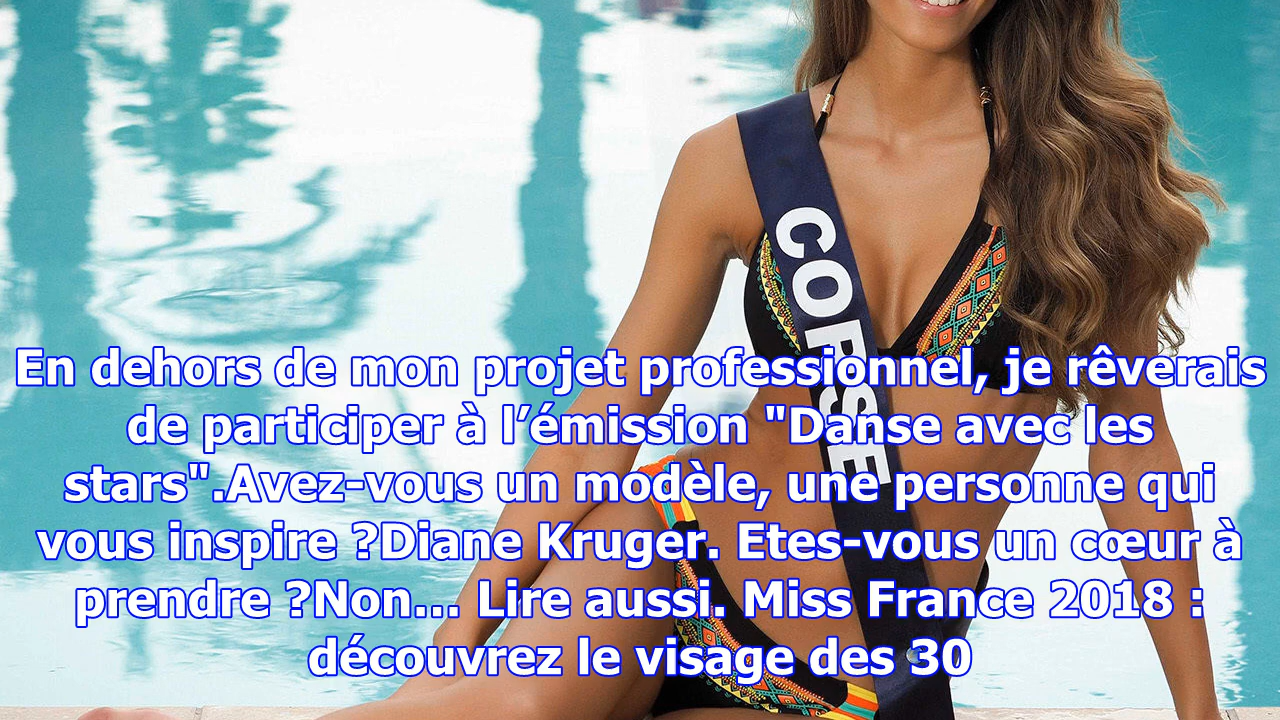 CORSE
En dehors de mon projet professionnel, je rêverais
de participer à l’émission "Danse avec les
stars".Avez-vous un modèle, une personne qui
vous inspire ?Diane Kruger. Etes-vous un cœur à
prendre ?Non... Lire aussi. Miss France 2018 :
découvrez le visage des 30